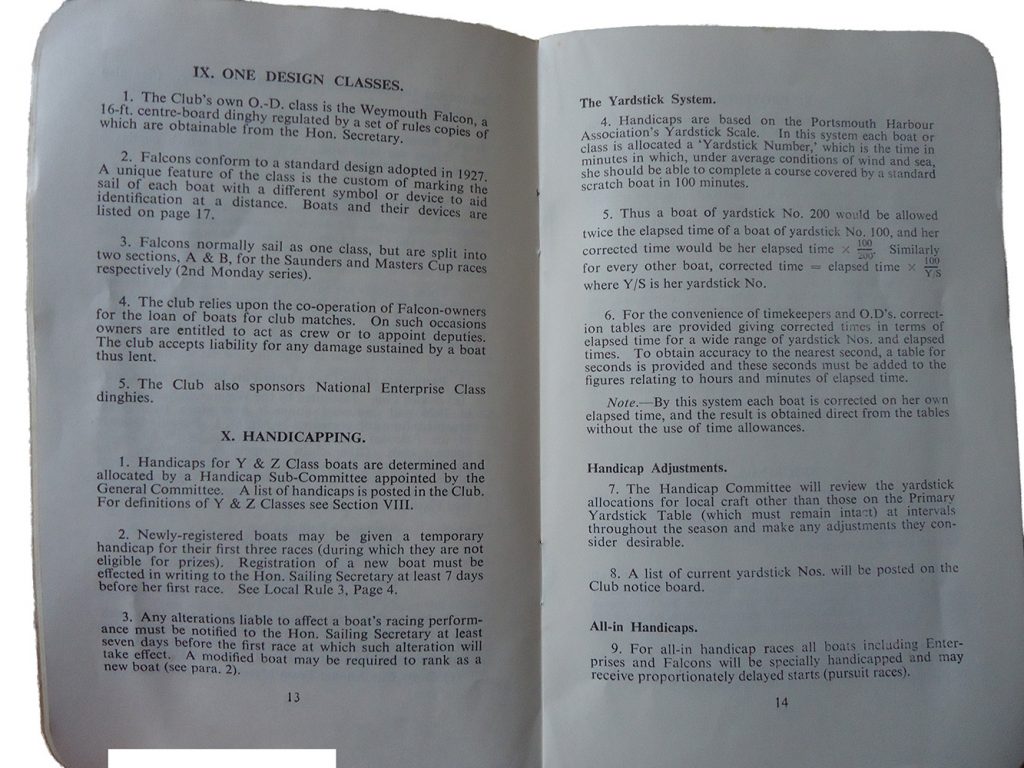 IX. ONE DESIGN CLASSES.
1. The Club's own O.-D. class is the Weymouth Falcon, a
16-ft. centre-board dinghy regulated by a set of rules copies of
which are obtainable from the Hon. Secretary.
2. Falcons conform to a standard design adopted in 1927.
A unique feature of the class is the custom of marking the
sail of each boat with a different symbol or device to aid
identification at a distance. Boats and their devices are
listed on page 17.
3. Falcons normally sail as one class, but are split into
two sections, A & B, for the Saunders and Masters Cup races
respectively (2nd Monday series).
4. The club relies upon the co-operation of Falcon-owners
for the loan of boats for club matches. On such occasions
owners are entitled to act as crew or to appoint deputies.
The club accepts liability for any damage sustained by a boat
thus lent.
5. The Club also sponsors National Enterprise Class
dinghies.
X. HANDICAPPING.
1. Handicaps for Y & Z Class boats are determined and
allocated by a Handicap Sub-Committee appointed by the
General Committee. A list of handicaps is posted in the Club.
For definitions of Y & Z Classes see Section VIII.
2. Newly-registered boats may be given a temporary
handicap for their first three races (during which they are not
eligible for prizes). Registration of a new boat must be
effected in writing to the Hon. Sailing Secretary at least 7 days
before her first race. See Local Rule 3, Page 4.
3. Any alterations liable to affect a boat's racing perform-
ance must be notified to the Hon. Sailing Secretary at least
seven days before the first race at which such alteration will
take effect. A modified boat may be required to rank as a
new boat (see para. 2).
13
The Yardstick System.
4. Handicaps are based on the Portsmouth Harbour
Association's Yardstick Scale. In this system each boat or
class is allocated a 'Yardstick Number,' which is the time in
minutes in which, under average conditions of wind and sea,
she should be able to complete a course covered by a standard
scratch boat in 100 minutes.
5. Thus a boat of yardstick No. 200 would be allowed
twice the elapsed time of a boat of yardstick No. 100, and her
corrected time would be her elapsed time × 100/200. Similarly
for every other boat, corrected time = elapsed time × 100/Y/S
where Y/S is her yardstick No.
6. For the convenience of timekeepers and O.D's. correct-
ion tables are provided giving corrected times in terms of
elapsed time for a wide range of yardstick Nos. and elapsed
times. To obtain accuracy to the nearest second, a table for
seconds is provided and these seconds must be added to the
figures relating to hours and minutes of elapsed time.
Note.—By this system each boat is corrected on her own
elapsed time, and the result is obtained direct from the tables
without the use of time allowances.
Handicap Adjustments.
7. The Handicap Committee will review the yardstick
allocations for local craft other than those on the Primary
Yardstick Table (which must remain intact) at intervals
throughout the season and make any adjustments they con-
sider desirable.
8. A list of current yardstick Nos. will be posted on the
Club notice board.
All-in Handicaps.
9. For all-in handicap races all boats including Enter-
prises and Falcons will be specially handicapped and may
receive proportionately delayed starts (pursuit races).
14